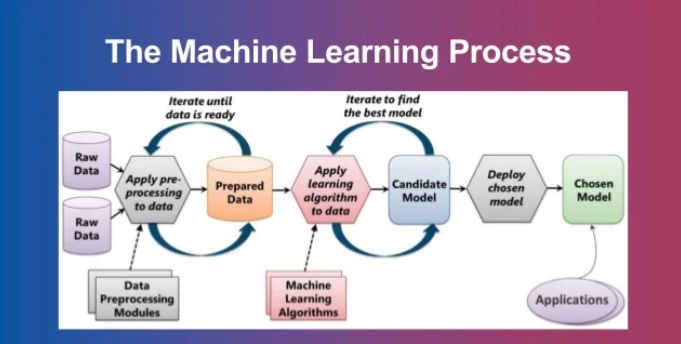 The Machine Learning Process
Iterate until
data is ready
Iterate to find
the best model
Raw
Data
Raw
Data
Apply pre-
processing
to data
Prepared
Data
Apply
learning
algorithm
to data
Candidate
Model
Deploy
chosen
model
Chosen
Model
Data
Preprocessing
Modules
Machine
Learning
Algorithms
Applications